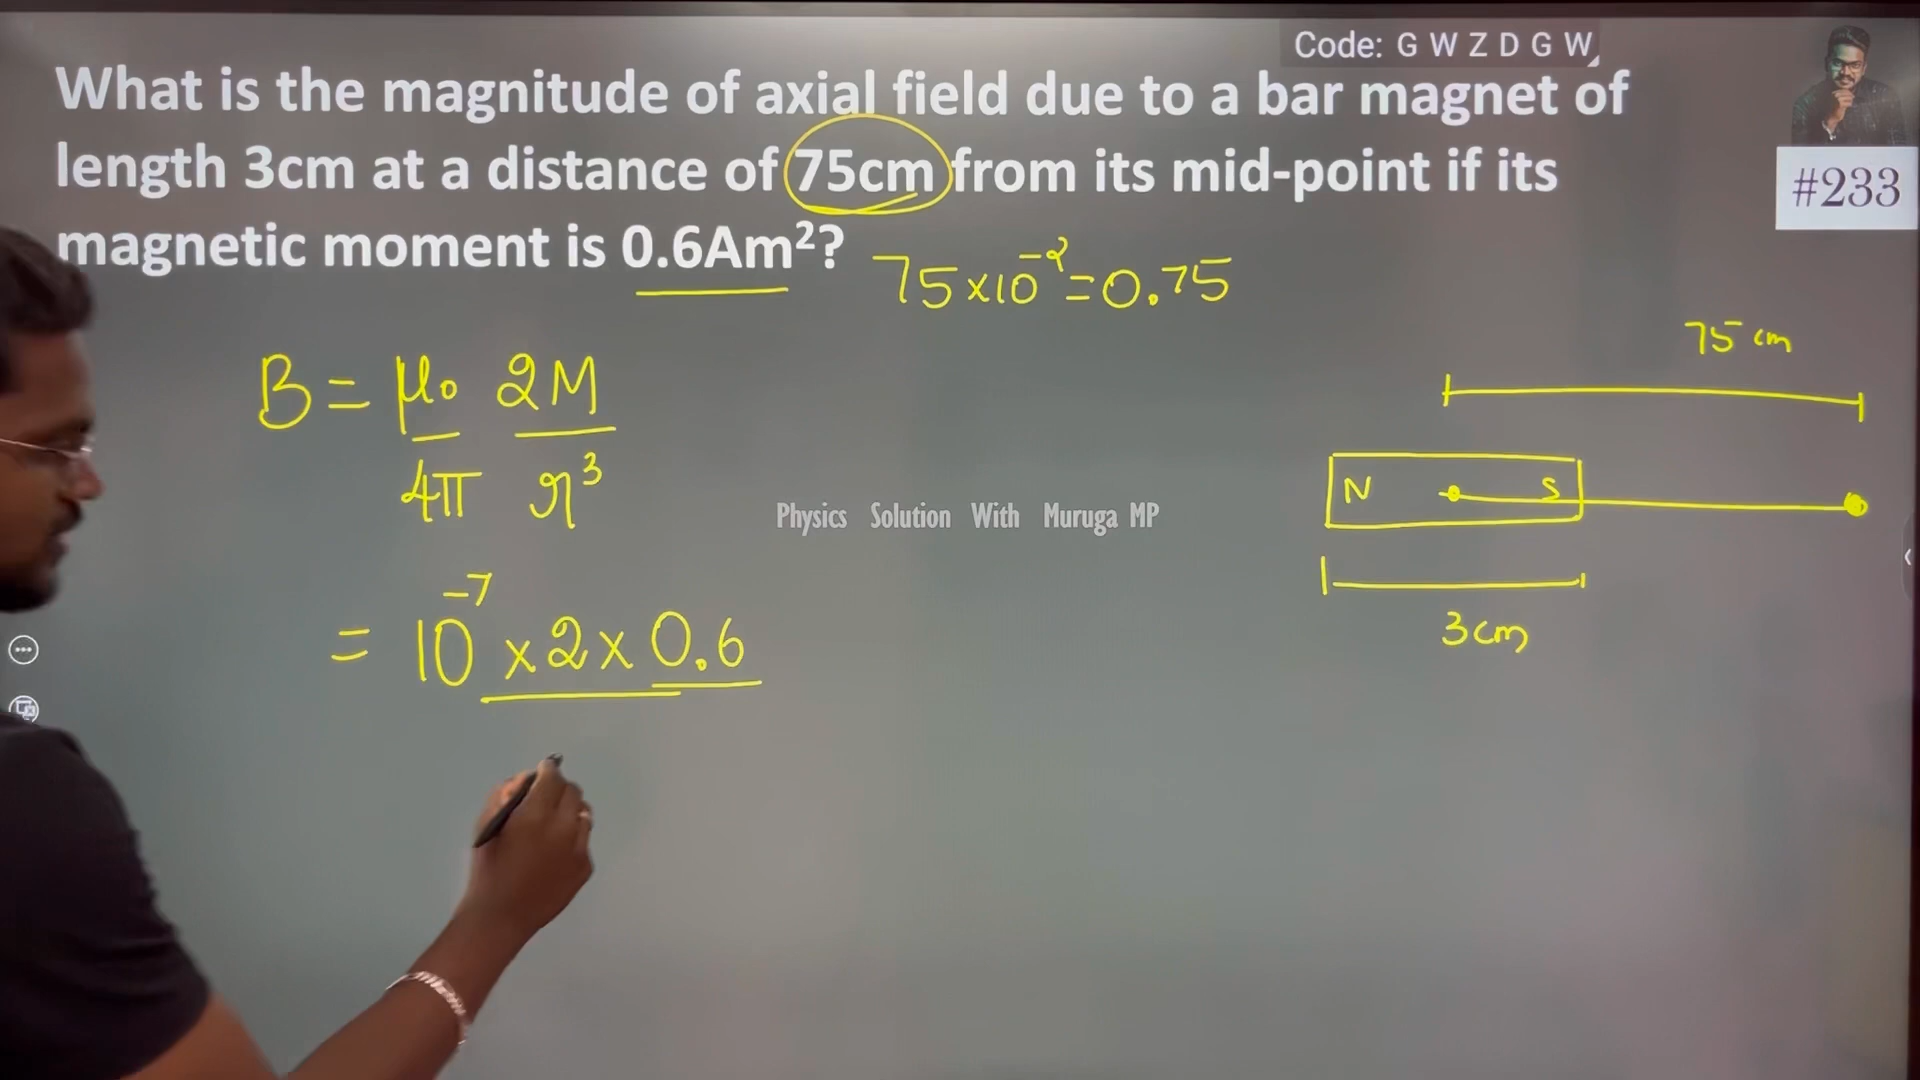 Code: G W Z D G W
What is the magnitude of axial field due to a bar magnet of
length 3cm at a distance of 75cm from its mid-point if its
magnetic moment is 0.6Am²?
#233
75×10⁻²=0.75
B = μ₀ 2M
4π r³
= 10⁻⁷ ×2× 0.6
Physics Solution With Muruga MP
75 cm
N S
3cm